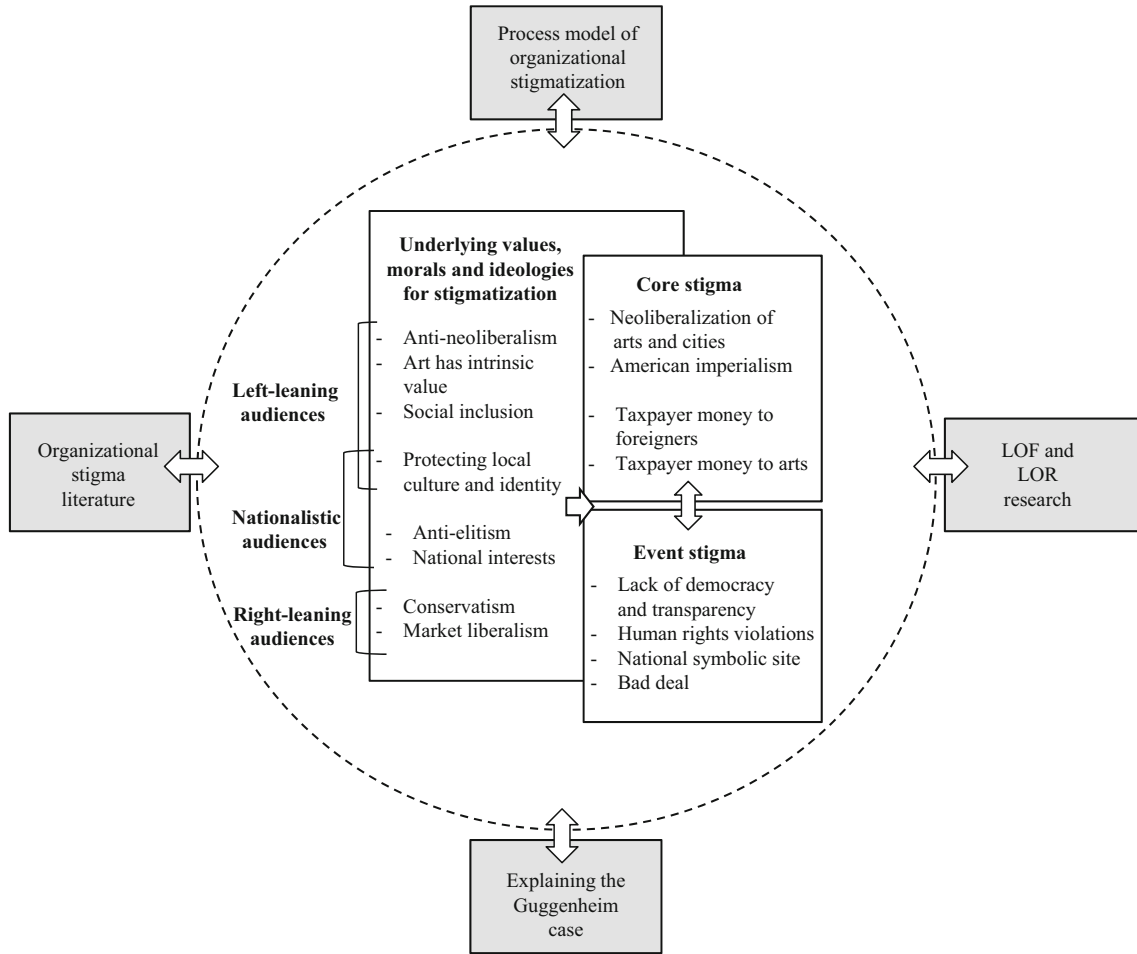 Process model of
organizational
stigmatization
Underlying values,
morals and ideologies
for stigmatization
- Anti-neoliberalism
- Art has intrinsic
value
- Social inclusion
- Protecting local
culture and identity
- Anti-elitism
- National interests
- Conservatism
- Market liberalism
Left-leaning
audiences
Nationalistic
audiences
Right-leaning
audiences
Core stigma
- Neoliberalization of
arts and cities
- American imperialism
- Taxpayer money to
foreigners
- Taxpayer money to arts
Event stigma
- Lack of democracy
and transparency
- Human rights violations
- National symbolic site
- Bad deal
Organizational
stigma
literature
LOF and
LOR
research
Explaining the
Guggenheim
case